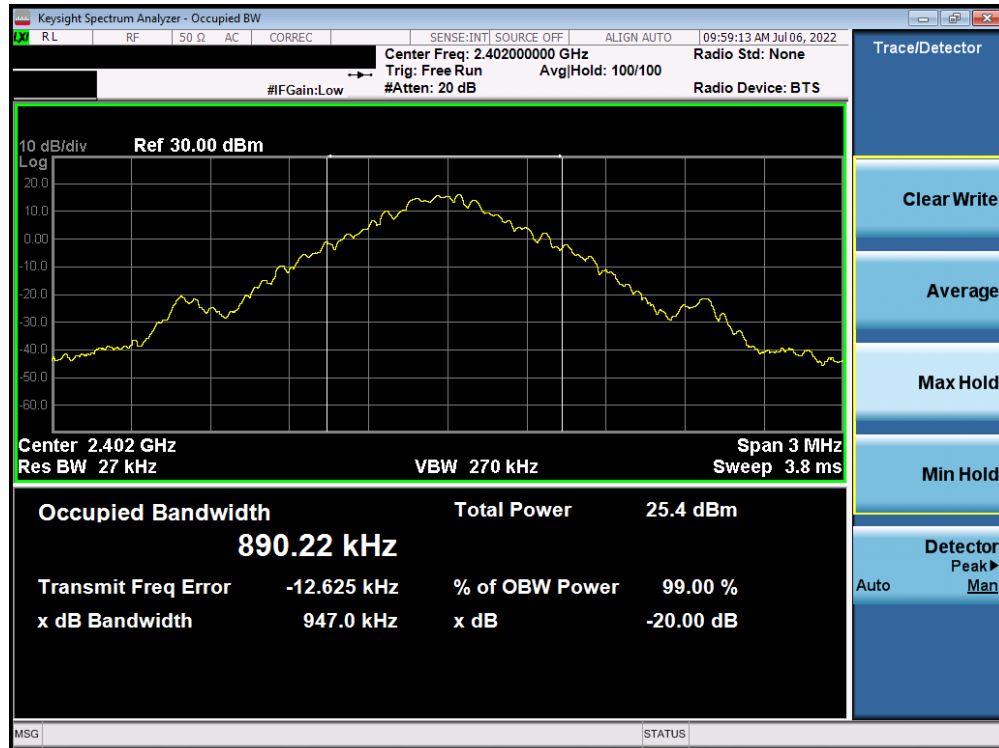 Keysight Spectrum Analyzer - Occupied BW
LXI RL RF 50 Ω AC CORREC SENSE:INT SOURCE OFF ALIGN AUTO 09:59:13 AM Jul 06, 2022
Center Freq: 2.402000000 GHz Radio Std: None
Trig: Free Run Avg|Hold: 100/100
#IFGain:Low #Atten: 20 dB Radio Device: BTS
Trace/Detector
10 dB/div Ref 30.00 dBm
Log
20.0
10.0
0.00
-10.0
-20.0
-30.0
-40.0
-50.0
-60.0
Center 2.402 GHz Span 3 MHz
Res BW 27 kHz VBW 270 kHz Sweep 3.8 ms
Occupied Bandwidth Total Power 25.4 dBm
890.22 kHz
Transmit Freq Error -12.625 kHz % of OBW Power 99.00 %
x dB Bandwidth 947.0 kHz x dB -20.00 dB
Clear Write
Average
Max Hold
Min Hold
Detector
Peak▶
Auto Man
MSG STATUS